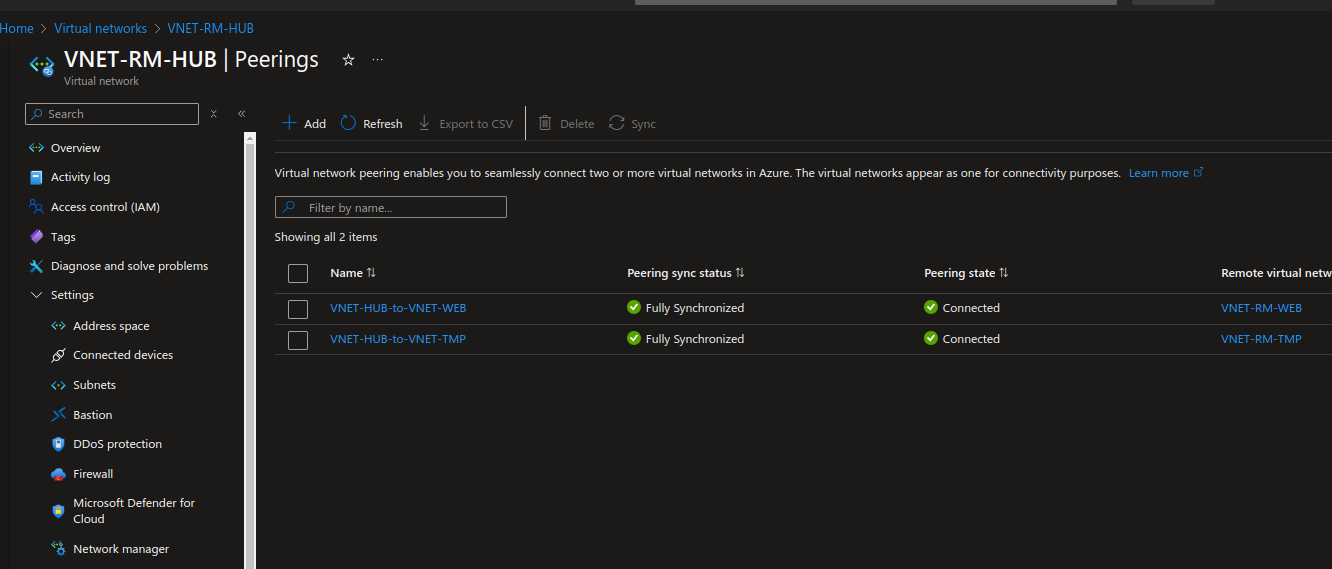 Home > Virtual networks > VNET-RM-HUB
VNET-RM-HUB | Peerings
Virtual network
Search
Overview
Activity log
Access control (IAM)
Tags
Diagnose and solve problems
Settings
Address space
Connected devices
Subnets
Bastion
DDoS protection
Firewall
Microsoft Defender for
Cloud
Network manager
Add Refresh Export to CSV Delete Sync
Virtual network peering enables you to seamlessly connect two or more virtual networks in Azure. The virtual networks appear as one for connectivity purposes. Learn more
Filter by name...
Showing all 2 items
Name Peering sync status Peering state Remote virtual netw
VNET-HUB-to-VNET-WEB Fully Synchronized Connected VNET-RM-WEB
VNET-HUB-to-VNET-TMP Fully Synchronized Connected VNET-RM-TMP